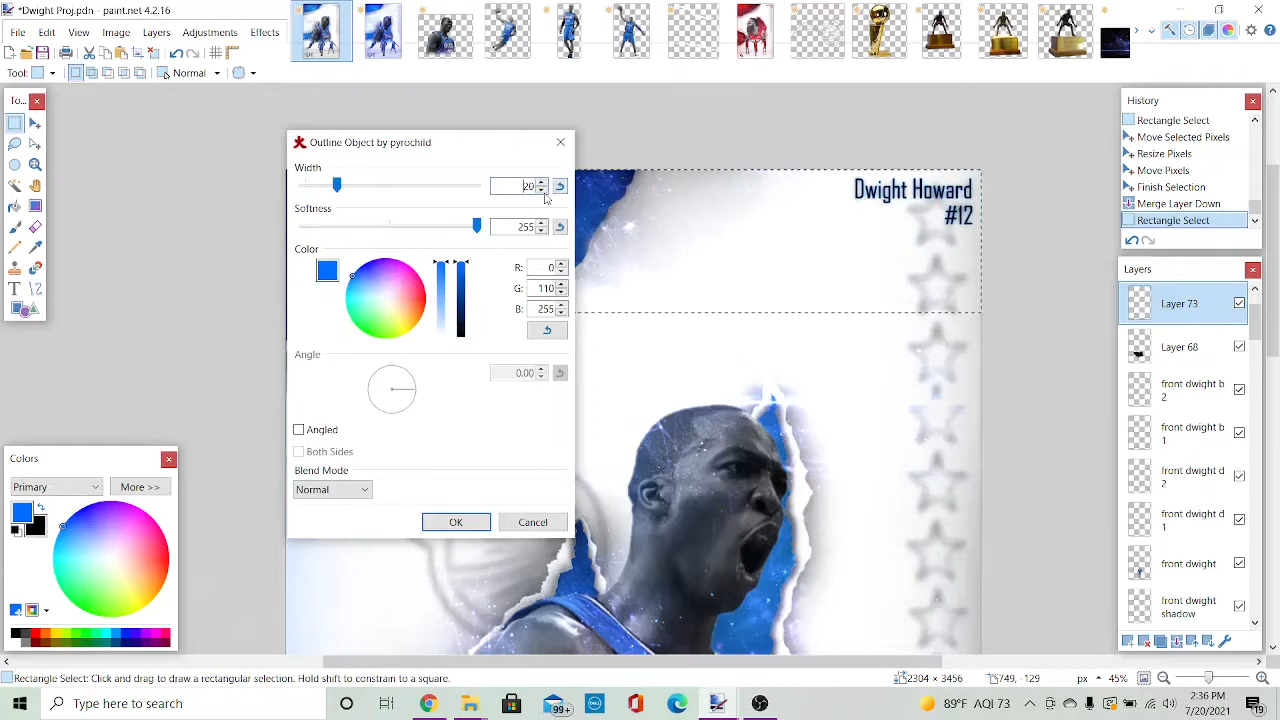 *Dwight Pro.pdn - paint.net 4.2.16
File
View
Image
Layers
Adjustments
Effects
Tool:
Normal
To...
Outline Object by pyrochild
Width
20
Softness
255
Color
R: 0
G: 110
B: 255
Angle
0.00
Angled
Both Sides
Blend Mode
Normal
OK
Cancel
Dwight Howard
#12
History
Rectangle Select
Move Selected Pixels
Resize Pixels
Move Pixels
Finish Selection
Merge Layer Down
Rectangle Select
Layers
Layer 73
Layer 68
front dwight b
2
front dwight b
1
front dwight d
2
front dwight d
1
front dwight
front dwight
shadow
Colors
Primary
More >>
Rectangle Select: Click and drag to draw a rectangular selection. Hold shift to constrain to a square.
2304 × 3456
749, -129
px
45%
Type here to search
99+
DELL
89°F AQI 73
2:36 PM
7/20/2021
19